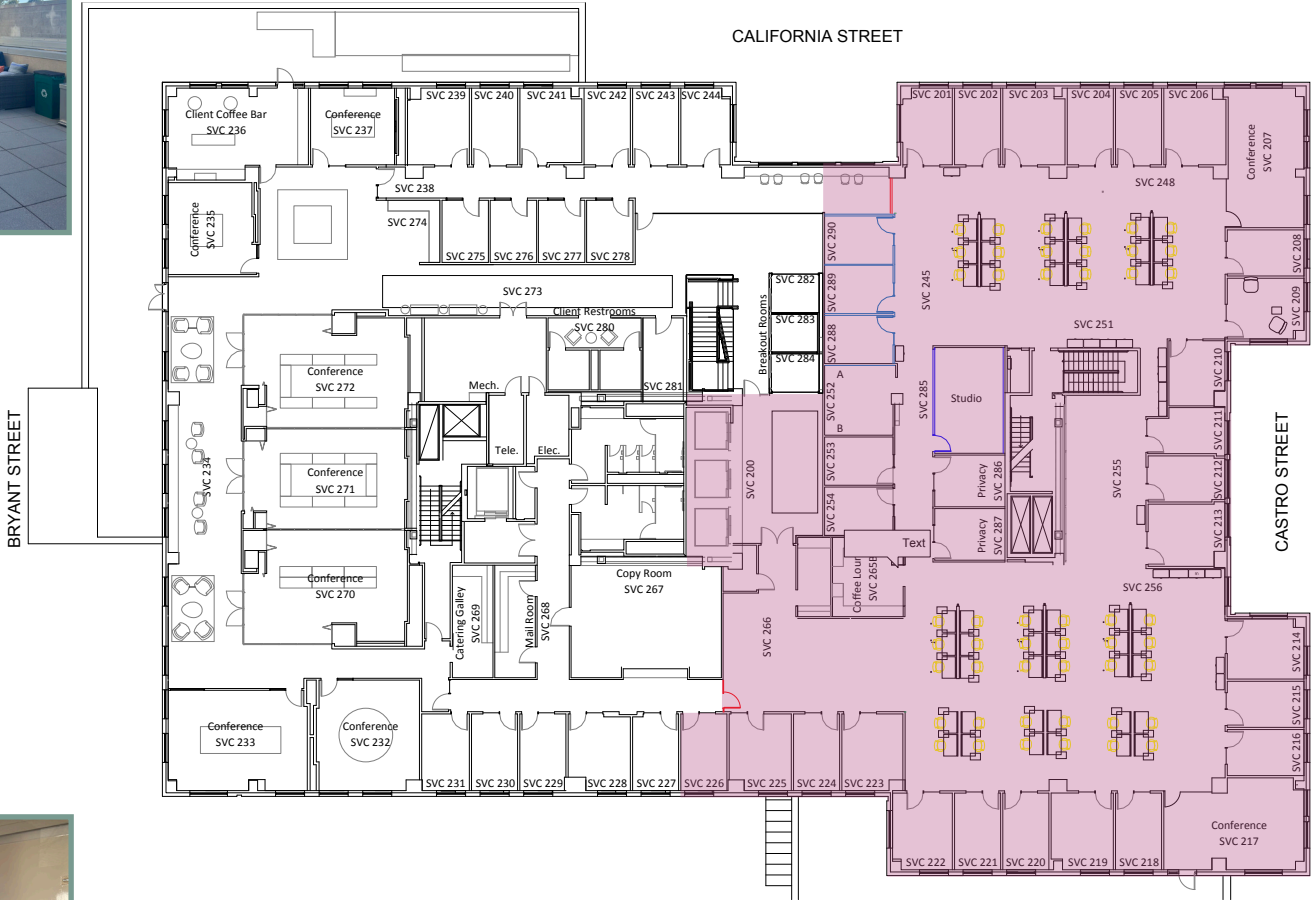 CALIFORNIA STREET
SVC 239
SVC 240
SVC 241
SVC 242
SVC 243
SVC 244
SVC 201
SVC 202
SVC 203
SVC 204
SVC 205
SVC 206
Client Coffee Bar
SVC 236
Conference
SVC 237
Conference
SVC 207
SVC 238
SVC 248
Conference
SVC 235
SVC 274
SVC 275
SVC 276
SVC 277
SVC 278
SVC 290
SVC 208
SVC 273
SVC 282
SVC 289
SVC 245
SVC 209
Client Restrooms
SVC 280
SVC 283
Breakout Rooms
SVC 284
SVC 288
SVC 251
Conference
SVC 272
Mech.
SVC 281
A
SVC 252
B
SVC 285
Studio
SVC 210
BRYANT STREET
SVC 234
Conference
SVC 271
Tele.
Elec.
SVC 200
SVC 253
SVC 254
Privacy
SVC 286
SVC 255
SVC 211
SVC 212
SVC 213
CASTRO STREET
Privacy
SVC 287
Text
Conference
SVC 270
Catering Galley
SVC 269
Mail Room
SVC 268
Copy Room
SVC 267
SVC 266
Coffee Loun
SVC 265B
SVC 256
SVC 214
SVC 215
SVC 216
Conference
SVC 233
Conference
SVC 232
SVC 231
SVC 230
SVC 229
SVC 228
SVC 227
SVC 226
SVC 225
SVC 224
SVC 223
Conference
SVC 217
SVC 222
SVC 221
SVC 220
SVC 219
SVC 218